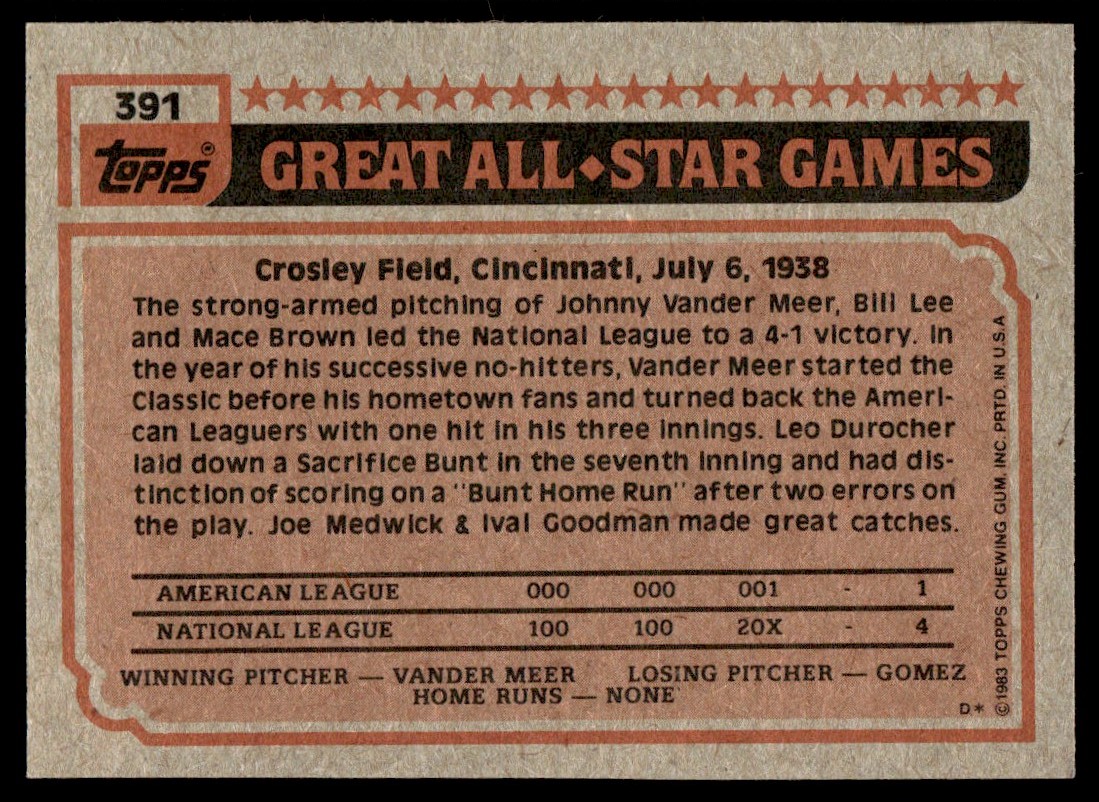 391
Topps
GREAT ALL◆STAR GAMES
Crosley Field, Cincinnati, July 6, 1938
The strong-armed pitching of Johnny Vander Meer, Bill Lee
and Mace Brown led the National League to a 4-1 victory. In
the year of his successive no-hitters, Vander Meer started the
Classic before his hometown fans and turned back the Ameri-
can Leaguers with one hit in his three innings. Leo Durocher
laid down a Sacrifice Bunt in the seventh inning and had dis-
tinction of scoring on a "Bunt Home Run" after two errors on
the play. Joe Medwick & Ival Goodman made great catches.
AMERICAN LEAGUE 000 000 001 - 1
NATIONAL LEAGUE 100 100 20X - 4
WINNING PITCHER — VANDER MEER LOSING PITCHER — GOMEZ
HOME RUNS — NONE
D*
©1983 TOPPS CHEWING GUM, INC. PRTD. IN U.S.A